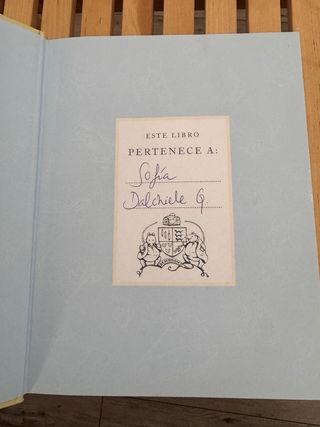 ESTE LIBRO
PERTENECE A:
Sofía
Dalchiele G.